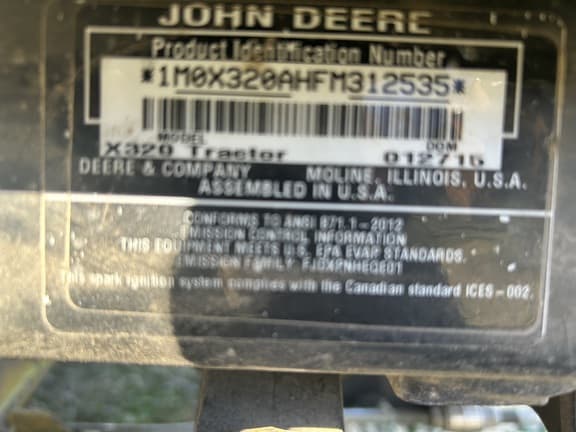 JOHN DEERE
Product Identification Number
*1M0X320AHFM312535*
MODEL DOM
X320 Tractor 012715
DEERE & COMPANY MOLINE, ILLINOIS, U.S.A.
ASSEMBLED IN U.S.A.
CONFORMS TO ANSI B71.1-2012
EMISSION CONTROL INFORMATION
THIS EQUIPMENT MEETS U.S. EPA EVAP STANDARDS.
EMISSION FAMILY:
This spark ignition system complies with the Canadian standard ICES-002.